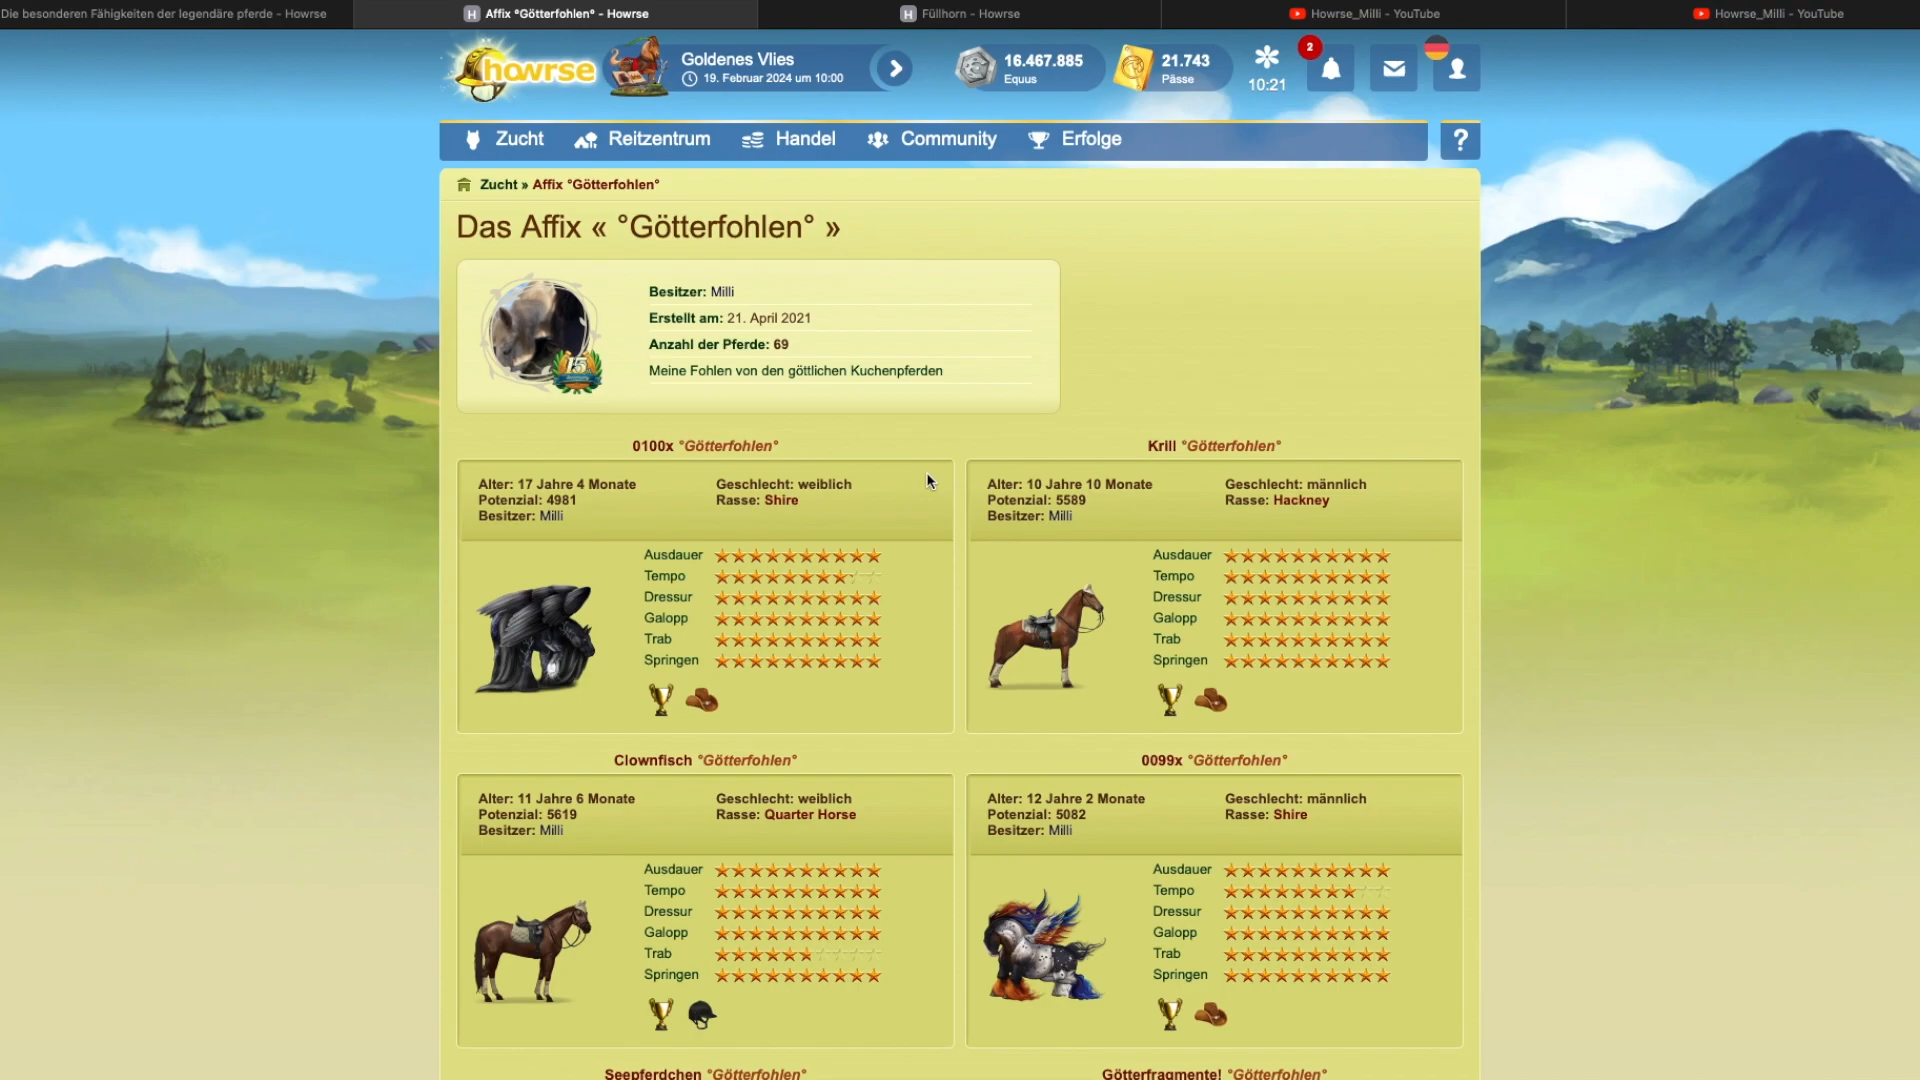 Die besonderen Fähigkeiten der legendäre pferde - Howrse
Affix °Götterfohlen° - Howrse
Füllhorn - Howrse
Howrse_Milli - YouTube
Howrse_Milli - YouTube
howrse
Goldenes Vlies
19. Februar 2024 um 10:00
16.467.885
Equus
21.743
Pässe
10:21
2
Zucht
Reitzentrum
Handel
Community
Erfolge
?
Zucht » Affix °Götterfohlen°
Das Affix « °Götterfohlen° »
15
Besitzer: Milli
Erstellt am: 21. April 2021
Anzahl der Pferde: 69
Meine Fohlen von den göttlichen Kuchenpferden
0100x °Götterfohlen°
Alter: 17 Jahre 4 Monate
Potenzial: 4981
Besitzer: Milli
Geschlecht: weiblich
Rasse: Shire
Ausdauer
Tempo
Dressur
Galopp
Trab
Springen
Krill °Götterfohlen°
Alter: 10 Jahre 10 Monate
Potenzial: 5589
Besitzer: Milli
Geschlecht: männlich
Rasse: Hackney
Ausdauer
Tempo
Dressur
Galopp
Trab
Springen
Clownfisch °Götterfohlen°
Alter: 11 Jahre 6 Monate
Potenzial: 5619
Besitzer: Milli
Geschlecht: weiblich
Rasse: Quarter Horse
Ausdauer
Tempo
Dressur
Galopp
Trab
Springen
0099x °Götterfohlen°
Alter: 12 Jahre 2 Monate
Potenzial: 5082
Besitzer: Milli
Geschlecht: männlich
Rasse: Shire
Ausdauer
Tempo
Dressur
Galopp
Trab
Springen
Seepferdchen °Götterfohlen°
Götterfragmente! °Götterfohlen°